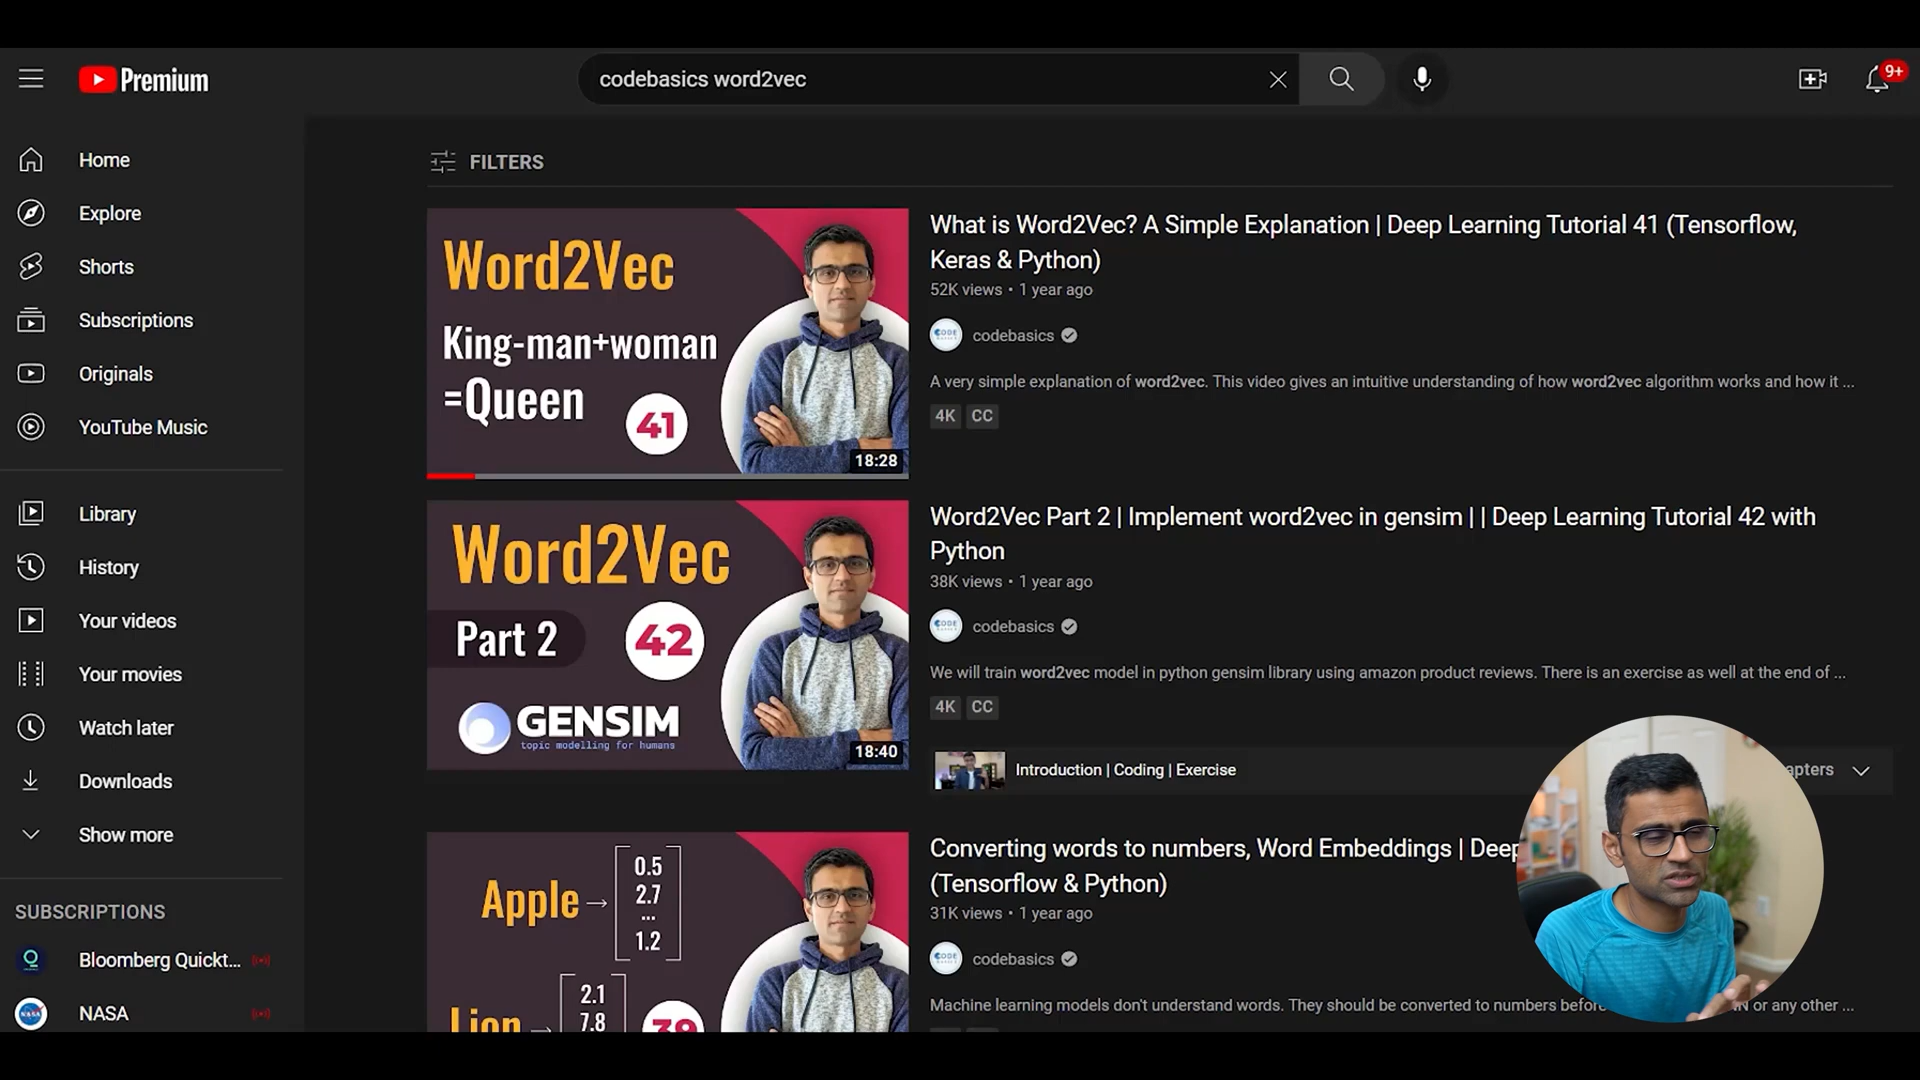 Premium
codebasics word2vec
9+
Home
Explore
Shorts
Subscriptions
Originals
YouTube Music
Library
History
Your videos
Your movies
Watch later
Downloads
Show more
SUBSCRIPTIONS
Bloomberg Quickt...
NASA
FILTERS
Word2Vec
King-man+woman
=Queen
41
18:28
What is Word2Vec? A Simple Explanation | Deep Learning Tutorial 41 (Tensorflow,
Keras & Python)
52K views • 1 year ago
codebasics
A very simple explanation of word2vec. This video gives an intuitive understanding of how word2vec algorithm works and how it ...
4K CC
Word2Vec
Part 2
42
GENSIM
topic modelling for humans
18:40
Word2Vec Part 2 | Implement word2vec in gensim | | Deep Learning Tutorial 42 with
Python
38K views • 1 year ago
codebasics
We will train word2vec model in python gensim library using amazon product reviews. There is an exercise as well at the end of ...
4K CC
Introduction | Coding | Exercise
apters
Apple→
0.5
2.7
...
1.2
Lion→
2.1
7.8
39
Converting words to numbers, Word Embeddings | Deep
(Tensorflow & Python)
31K views • 1 year ago
codebasics
Machine learning models don't understand words. They should be converted to numbers before N or any other ...